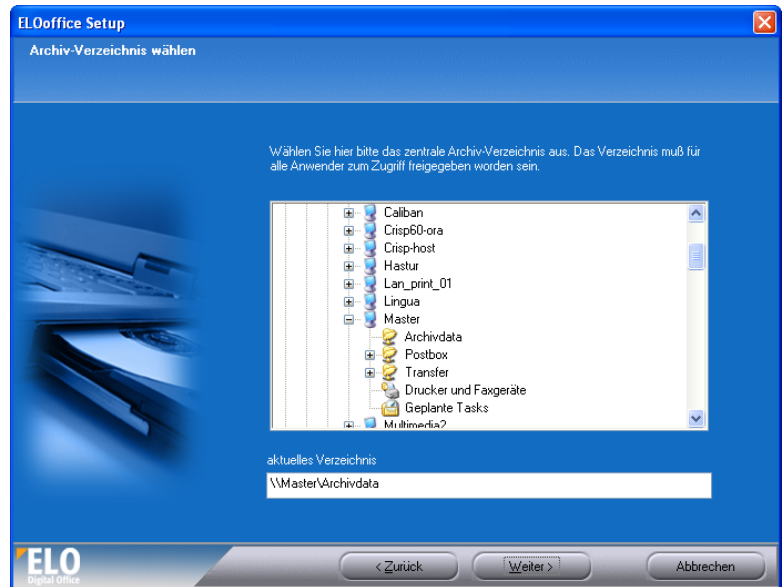 ELOoffice Setup
Archiv-Verzeichnis wählen
Wählen Sie hier bitte das zentrale Archiv-Verzeichnis aus. Das Verzeichnis muß für
alle Anwender zum Zugriff freigegeben worden sein.
Caliban
Crisp60-ora
Crisp-host
Hastur
Lan_print_01
Lingua
Master
Archivdata
Postbox
Transfer
Drucker und Faxgeräte
Geplante Tasks
Multimedia2
aktuelles Verzeichnis
\\Master\Archivdata
ELO
Digital Office
< Zurück
Weiter >
Abbrechen